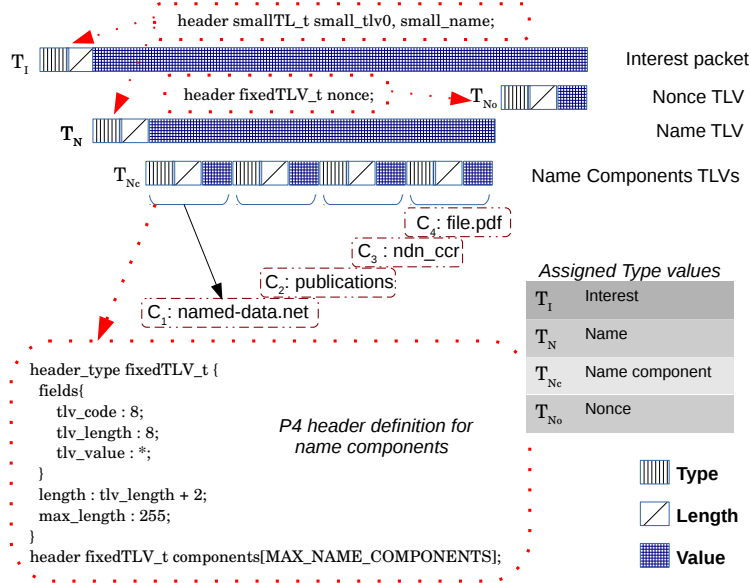 header smallTL_t small_tlv0, small_name;
T_I Interest packet
header fixedTLV_t nonce;
T_No Nonce TLV
T_N Name TLV
T_Nc Name Components TLVs
C_4: file.pdf
C_3 : ndn_ccr
C_2: publications
C_1: named-data.net
Assigned Type values
T_I Interest
T_N Name
T_Nc Name component
T_No Nonce
header_type fixedTLV_t {
fields{
tlv_code : 8;
tlv_length : 8;
tlv_value : *;
}
length : tlv_length + 2;
max_length : 255;
}
header fixedTLV_t components[MAX_NAME_COMPONENTS];
P4 header definition for
name components
Type
Length
Value